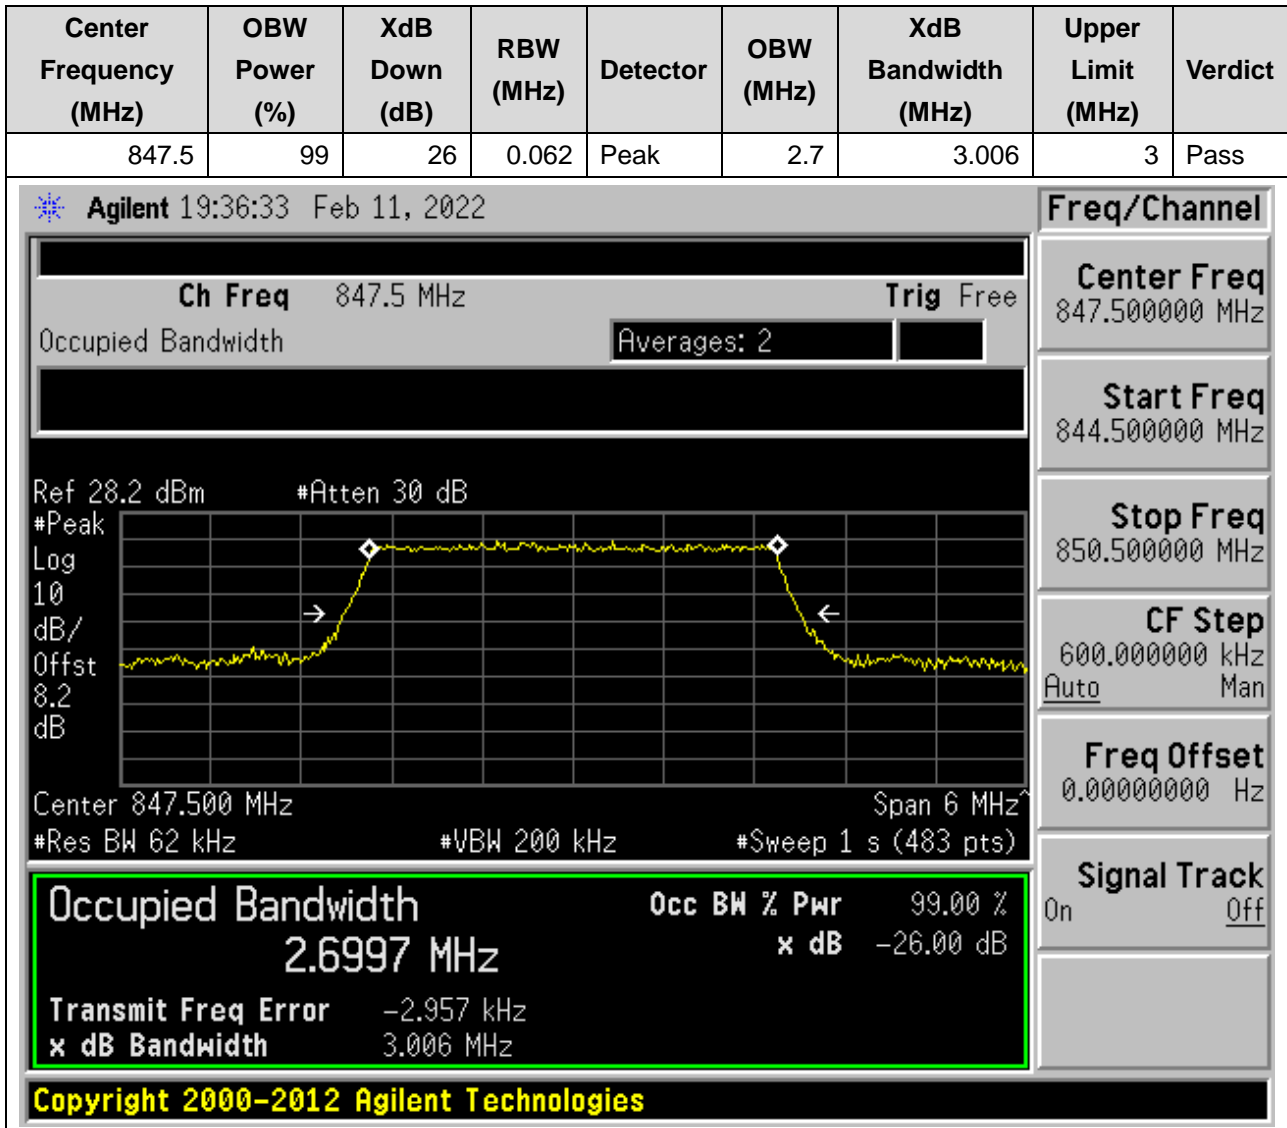 Center Frequency (MHz) | OBW Power (%) | XdB Down (dB) | RBW (MHz) | Detector | OBW (MHz) | XdB Bandwidth (MHz) | Upper Limit (MHz) | Verdict
847.5 | 99 | 26 | 0.062 | Peak | 2.7 | 3.006 | 3 | Pass
Agilent 19:36:33 Feb 11, 2022
Freq/Channel
Ch Freq 847.5 MHz Trig Free
Occupied Bandwidth Averages: 2
Center Freq
847.500000 MHz
Start Freq
844.500000 MHz
Stop Freq
850.500000 MHz
CF Step
600.000000 kHz
Auto Man
Freq Offset
0.00000000 Hz
Signal Track
On Off
Ref 28.2 dBm #Atten 30 dB
#Peak
Log
10
dB/
Offst
8.2
dB
Center 847.500 MHz Span 6 MHz^
#Res BW 62 kHz #VBW 200 kHz #Sweep 1 s (483 pts)
Occupied Bandwidth Occ BW % Pwr 99.00 %
2.6997 MHz x dB -26.00 dB
Transmit Freq Error -2.957 kHz
x dB Bandwidth 3.006 MHz
Copyright 2000-2012 Agilent Technologies